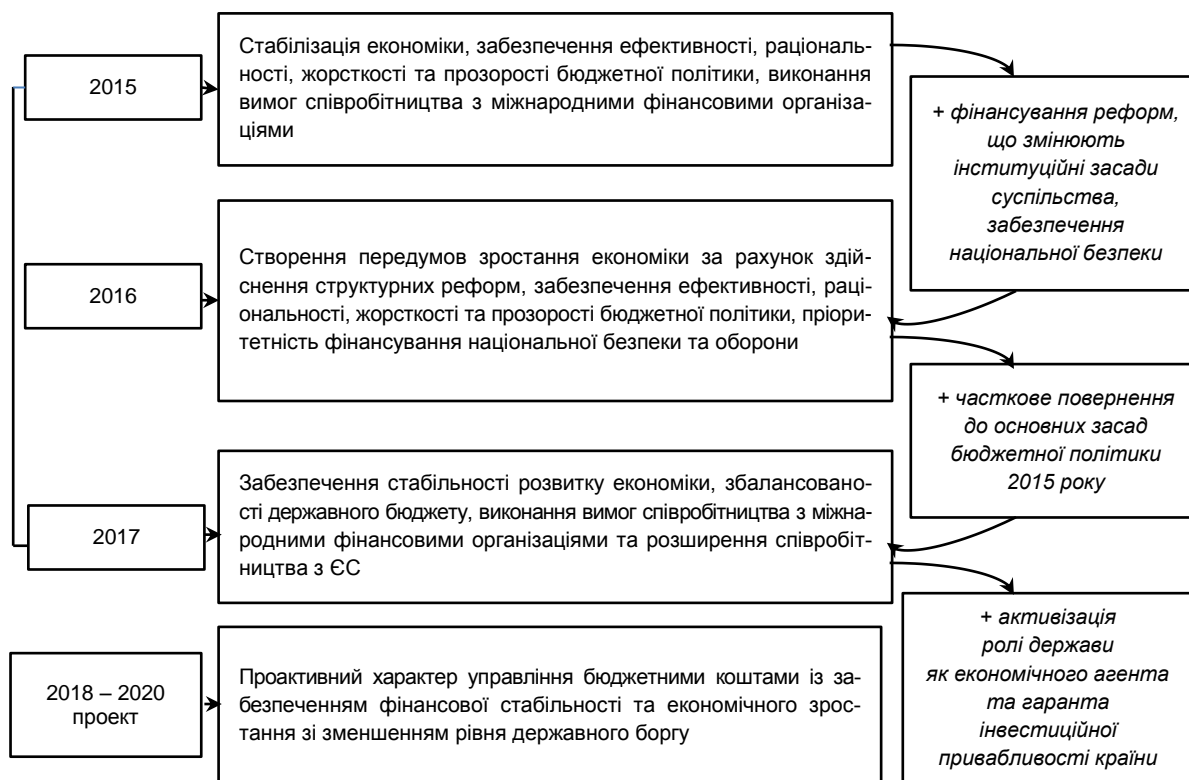 2015
Стабілізація економіки, забезпечення ефективності, раціональ-
ності, жорсткості та прозорості бюджетної політики, виконання
вимог співробітництва з міжнародними фінансовими організа-
ціями
+ фінансування реформ,
що змінюють
інституційні засади
суспільства,
забезпечення
національної безпеки
2016
Створення передумов зростання економіки за рахунок здій-
снення структурних реформ, забезпечення ефективності, раці-
ональності, жорсткості та прозорості бюджетної політики, пріори-
тетність фінансування національної безпеки та оборони
+ часткове повернення
до основних засад
бюджетної політики
2015 року
2017
Забезпечення стабільності розвитку економіки, збалансовано-
сті державного бюджету, виконання вимог співробітництва з між-
народними фінансовими організаціями та розширення співробіт-
ництва з ЄС
+ активізація
ролі держави
як економічного агента
та гаранта
інвестиційної
привабливості країни
2018 – 2020
проект
Проактивний характер управління бюджетними коштами із за-
безпеченням фінансової стабільності та економічного зрос-
тання зі зменшенням рівня державного боргу